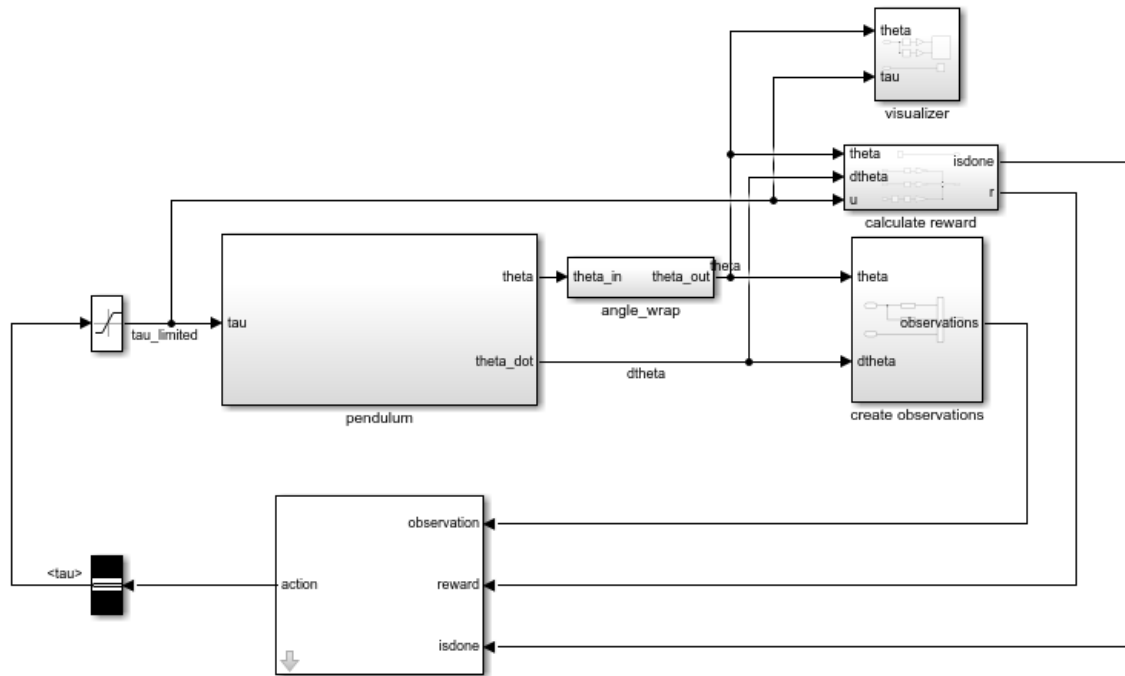 theta
tau
visualizer
theta
isdone
dtheta
r
u
calculate reward
theta
theta_in
theta_out
theta
theta
angle_wrap
tau
tau_limited
observations
theta_dot
dtheta
dtheta
pendulum
create observations
observation
<tau>
action
reward
isdone